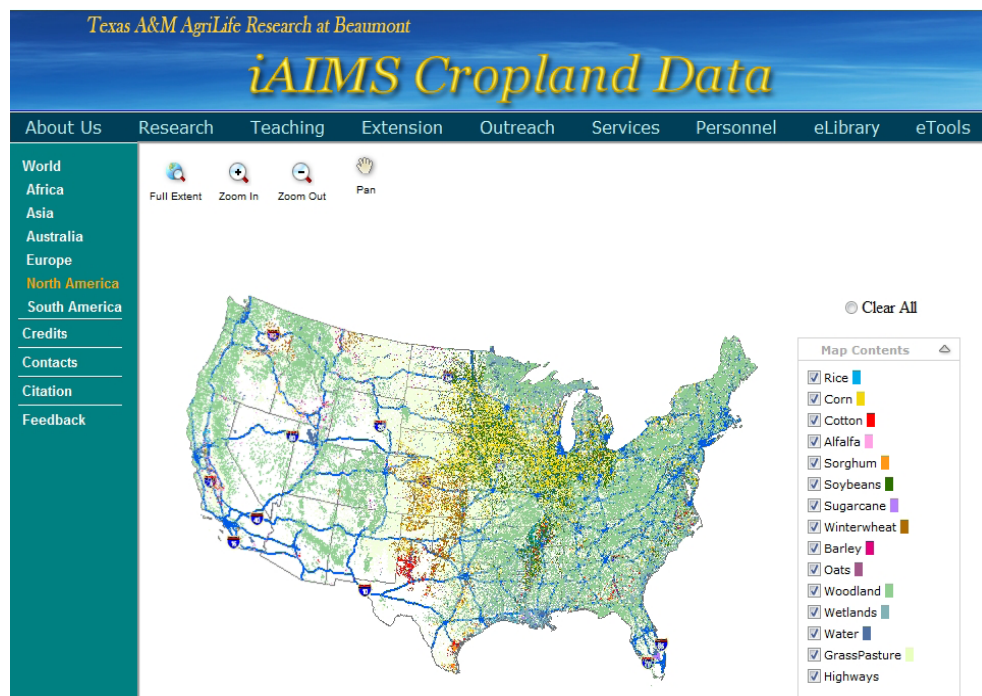 Texas A&M AgriLife Research at Beaumont
iAIMS Cropland Data
About Us Research Teaching Extension Outreach Services Personnel eLibrary eTools
World
Africa
Asia
Australia
Europe
North America
South America
Credits
Contacts
Citation
Feedback
Full Extent Zoom In Zoom Out Pan
Clear All
Map Contents
Rice
Corn
Cotton
Alfalfa
Sorghum
Soybeans
Sugarcane
Winterwheat
Barley
Oats
Woodland
Wetlands
Water
GrassPasture
Highways